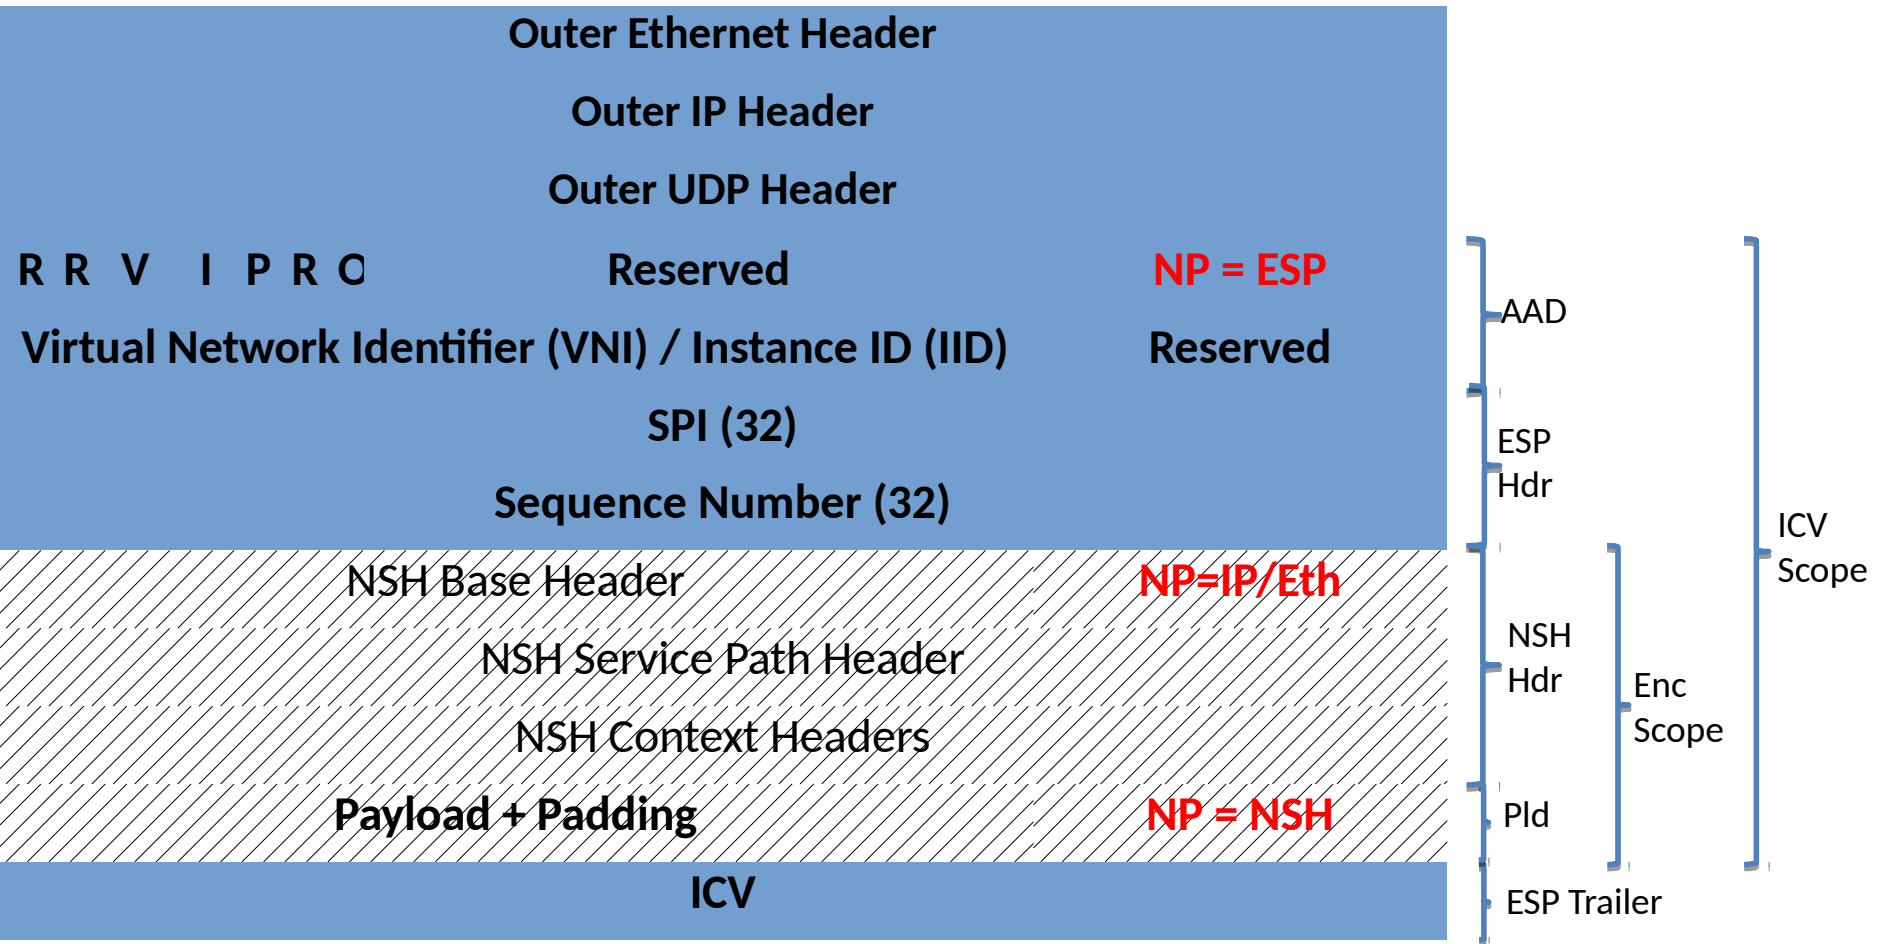 Outer Ethernet Header
Outer IP Header
Outer UDP Header
R R V I P R O Reserved NP = ESP
Virtual Network Identifier (VNI) / Instance ID (IID) Reserved
SPI (32)
Sequence Number (32)
NSH Base Header NP=IP/Eth
NSH Service Path Header
NSH Context Headers
Payload + Padding NP = NSH
ICV
AAD
ESP
Hdr
NSH
Hdr
Pld
ESP Trailer
Enc
Scope
ICV
Scope